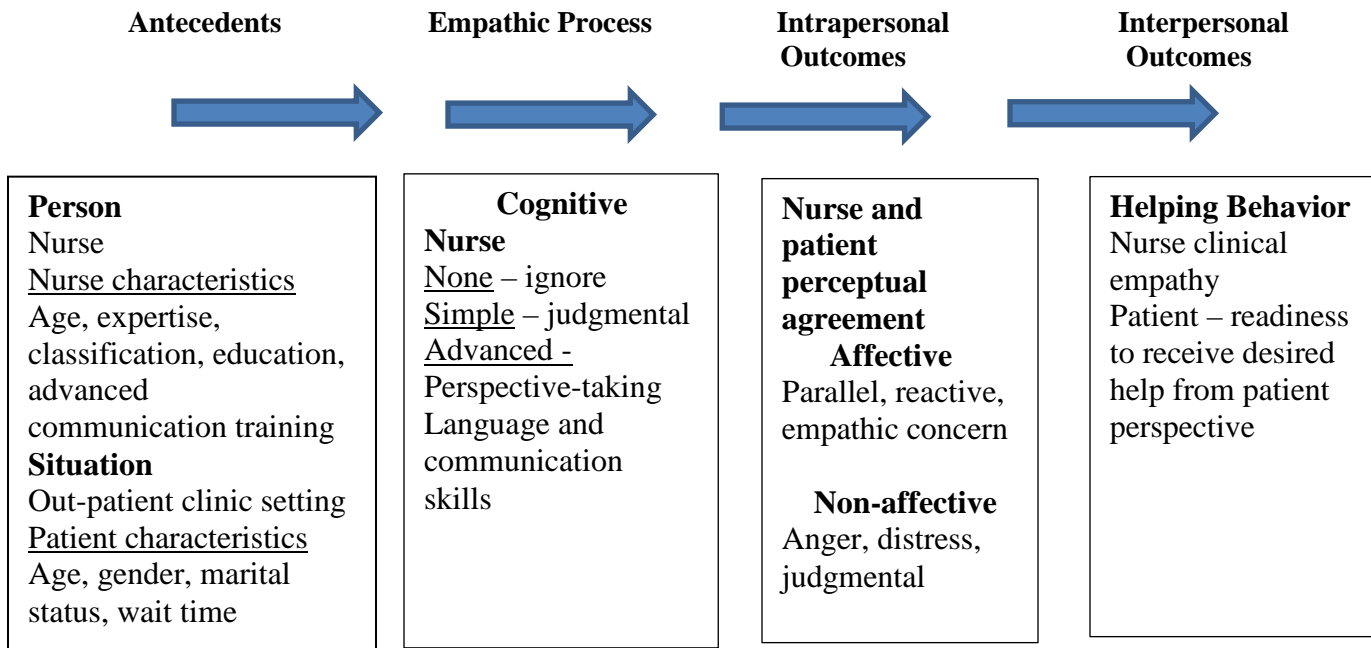 Antecedents
Empathic Process
Intrapersonal
Outcomes
Interpersonal
Outcomes
Person
Nurse
Nurse characteristics
Age, expertise,
classification, education,
advanced
communication training
Situation
Out-patient clinic setting
Patient characteristics
Age, gender, marital
status, wait time
Cognitive
Nurse
None – ignore
Simple – judgmental
Advanced -
Perspective-taking
Language and
communication
skills
Nurse and
patient
perceptual
agreement
Affective
Parallel, reactive,
empathic concern
Non-affective
Anger, distress,
judgmental
Helping Behavior
Nurse clinical
empathy
Patient – readiness
to receive desired
help from patient
perspective